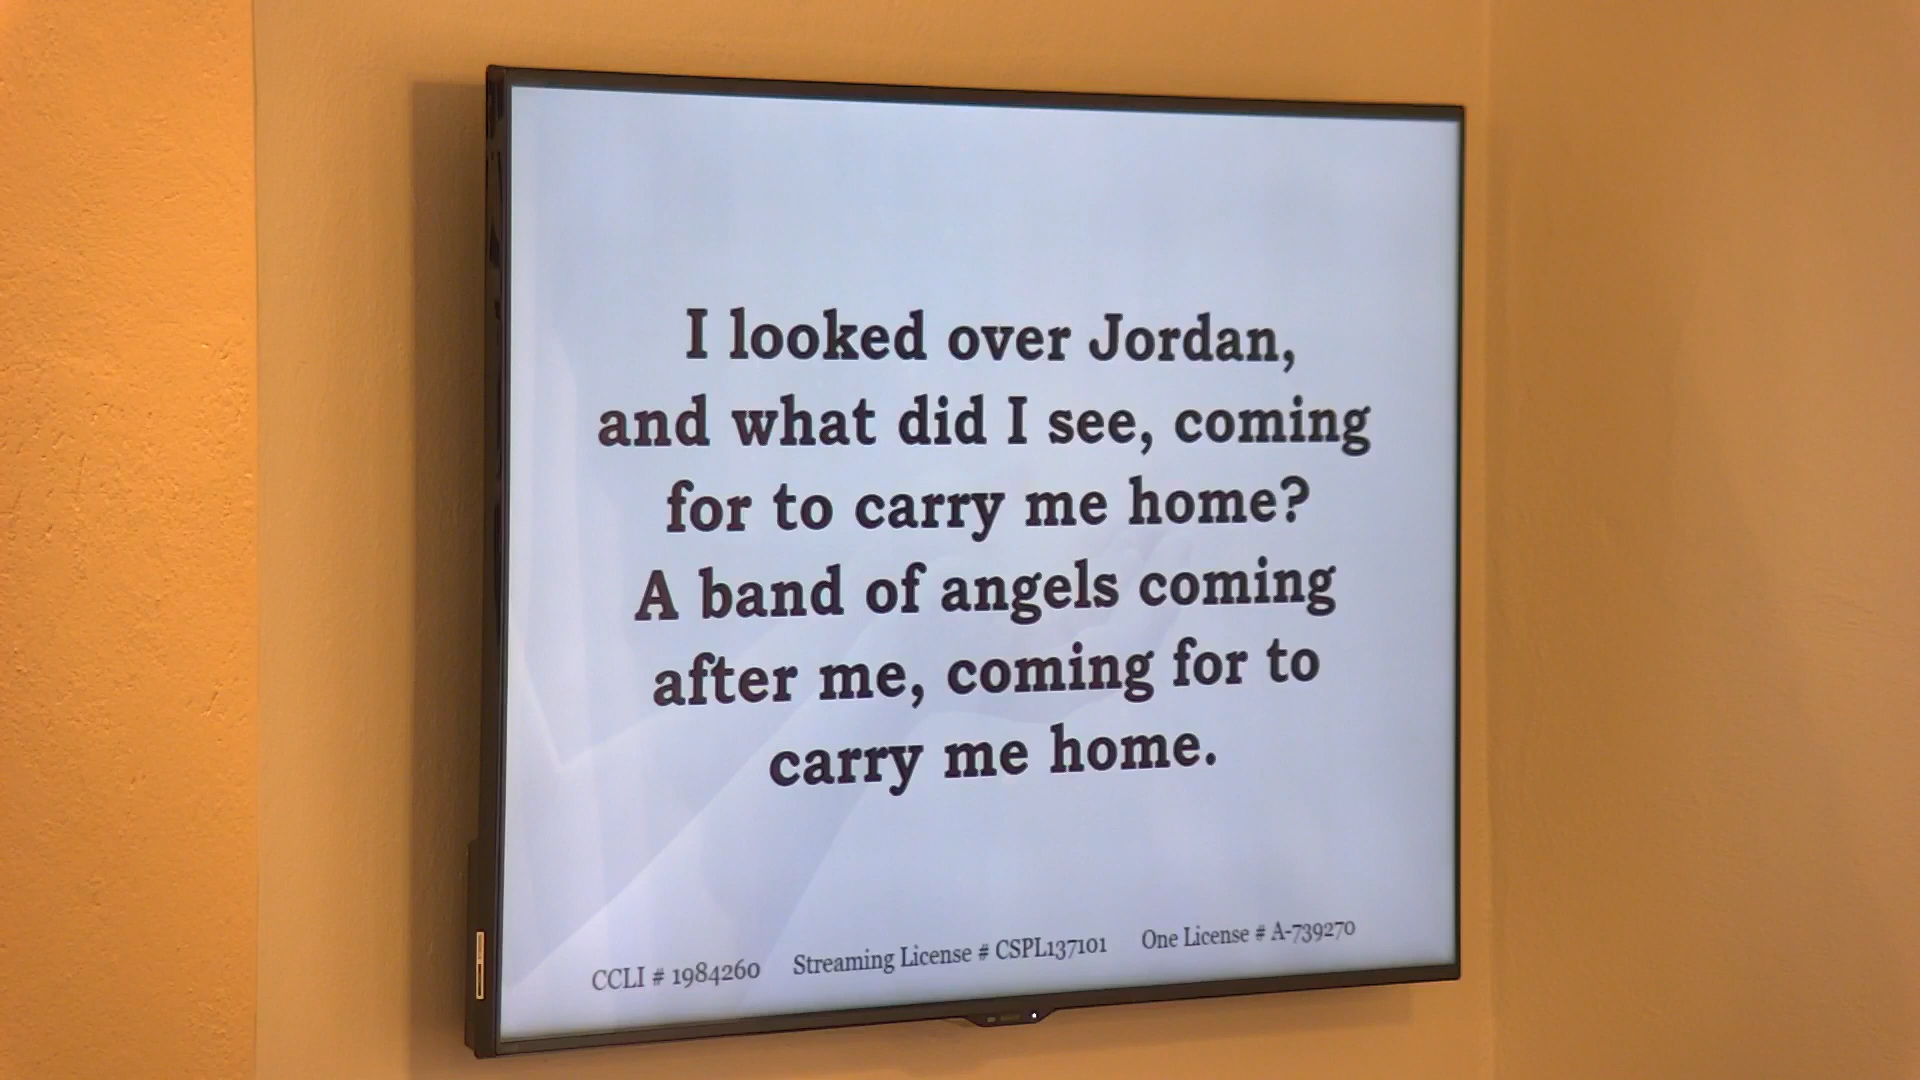 I looked over Jordan,
and what did I see, coming
for to carry me home?
A band of angels coming
after me, coming for to
carry me home.
CCLI # 1984260 Streaming License # CSPL137101 One License # A-739270